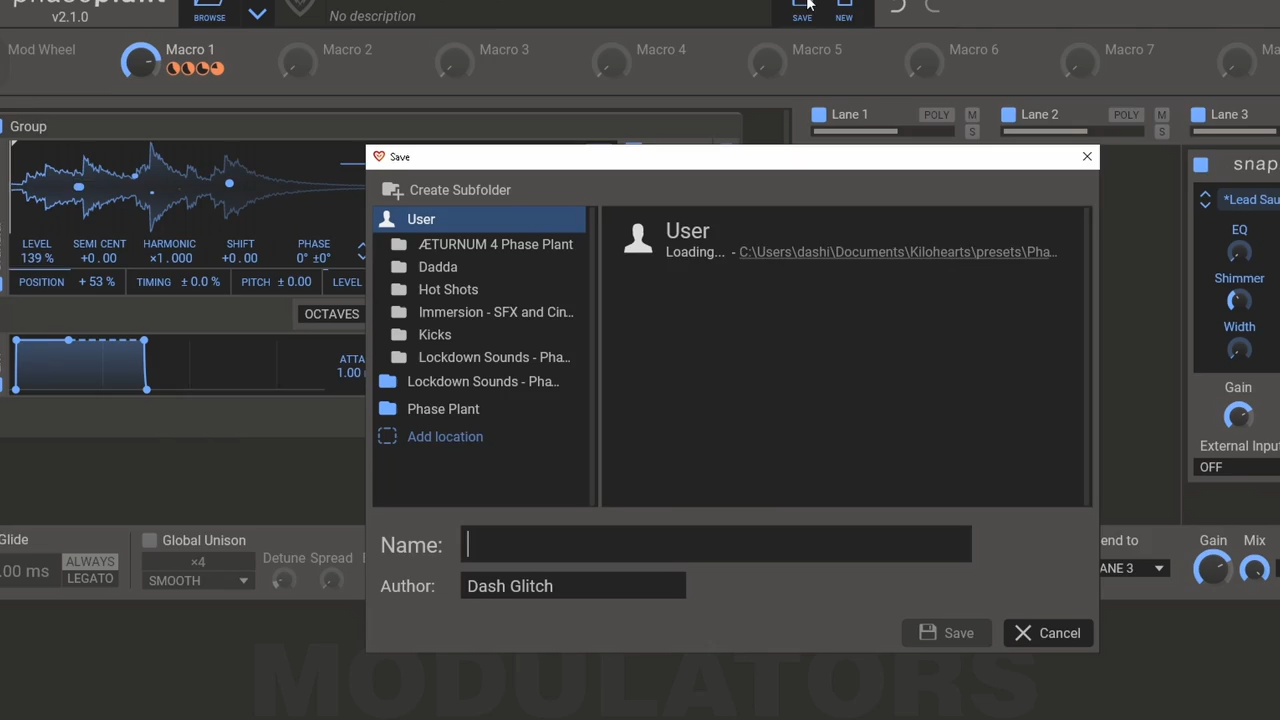 phaseplant
v2.1.0
BROWSE
No description
SAVE
NEW
Mod Wheel
Macro 1
Macro 2
Macro 3
Macro 4
Macro 5
Macro 6
Macro 7
Ma
Group
Lane 1
POLY
M
S
Lane 2
POLY
M
S
Lane 3
LEVEL
139 %
SEMI CENT
+0.00
HARMONIC
×1.000
SHIFT
+0.00
PHASE
0° ±0°
POSITION
+ 53 %
TIMING
± 0.0 %
PITCH
± 0.00
LEVEL
OCTAVES
ATTA
1.00
Save
Create Subfolder
User
ÆTURNUM 4 Phase Plant
Dadda
Hot Shots
Immersion - SFX and Cin...
Kicks
Lockdown Sounds - Pha...
Lockdown Sounds - Pha...
Phase Plant
Add location
User
Loading... - C:\Users\dashi\Documents\Kilohearts\presets\Pha...
Name:
Author:
Dash Glitch
Save
Cancel
snap
*Lead Sau
EQ
Shimmer
Width
Gain
External Input
OFF
Glide
.00 ms
ALWAYS
LEGATO
Global Unison
×4
SMOOTH
Detune
Spread
end to
ANE 3
Gain
Mix
MODULATORS